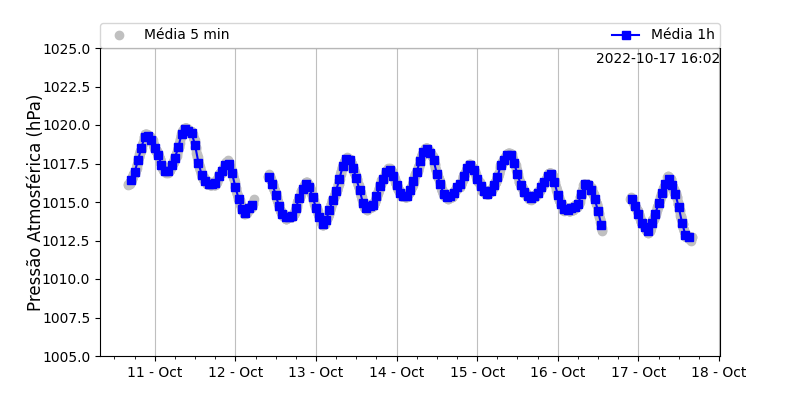 Média 5 min
Média 1h
2022-10-17 16:02
Pressão Atmosférica (hPa)
1025.0
1022.5
1020.0
1017.5
1015.0
1012.5
1010.0
1007.5
1005.0
11 - Oct
12 - Oct
13 - Oct
14 - Oct
15 - Oct
16 - Oct
17 - Oct
18 - Oct